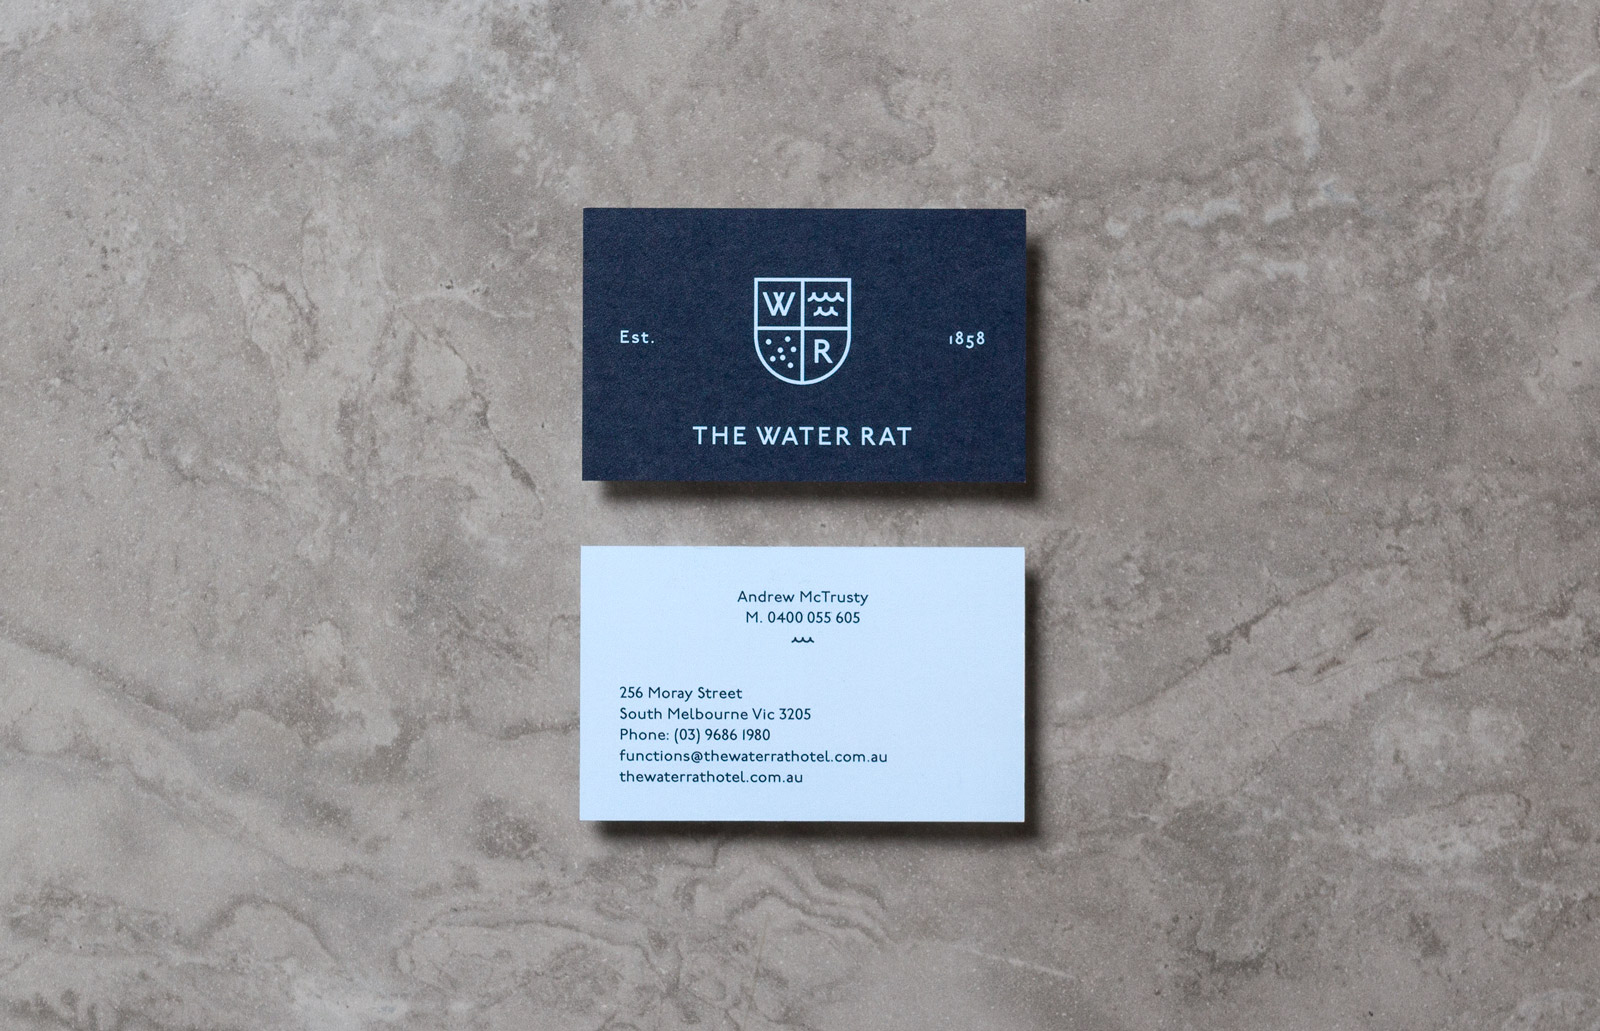 W
Est.
1858
R
THE WATER RAT
Andrew McTrusty
M. 0400 055 605
256 Moray Street
South Melbourne Vic 3205
Phone: (03) 9686 1980
functions@thewaterrathotel.com.au
thewaterrathotel.com.au